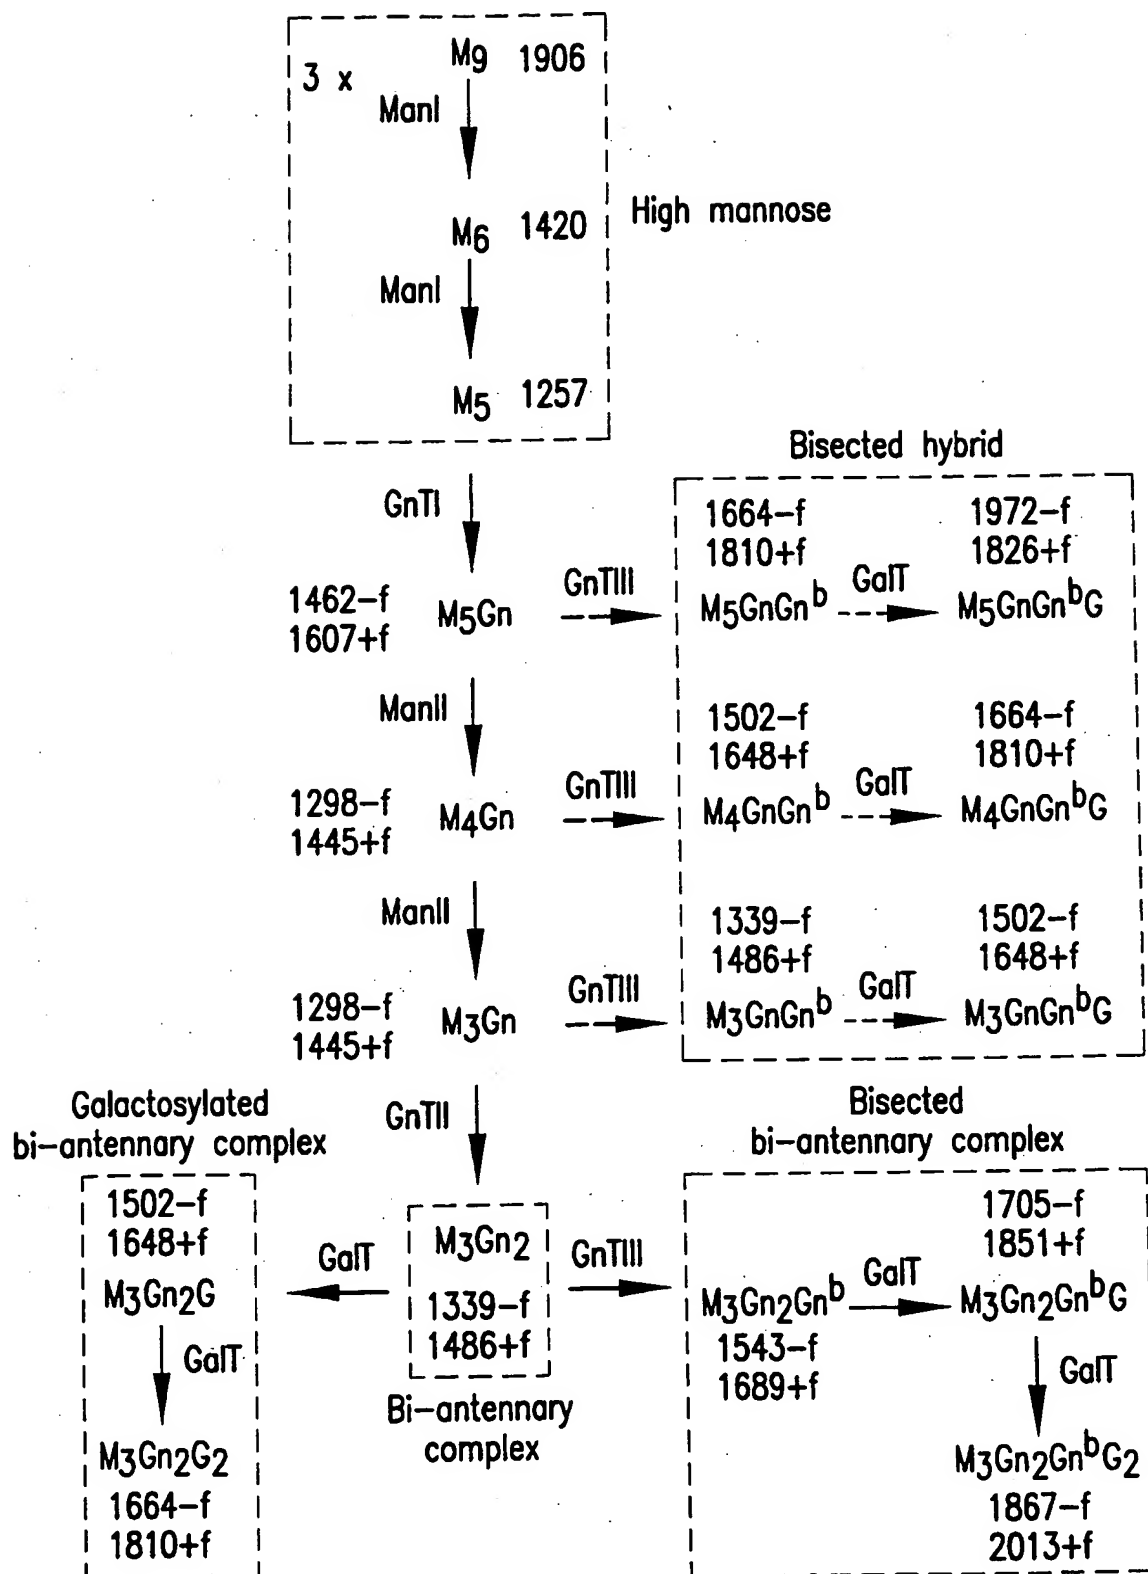 M9 1906
3 x
ManI
M6 1420
High mannose
ManI
M5 1257
Bisected hybrid
GnTI
1664-f
1810+f
1972-f
1826+f
1462-f
1607+f
M5Gn
GnTIII
M5GnGnb
GalT
M5GnGnbG
ManII
1502-f
1648+f
1664-f
1810+f
1298-f
1445+f
M4Gn
GnTIII
M4GnGnb
GalT
M4GnGnbG
ManII
1339-f
1486+f
1502-f
1648+f
1298-f
1445+f
M3Gn
GnTIII
M3GnGnb
GalT
M3GnGnbG
Galactosylated
bi-antennary complex
GnTII
Bisected
bi-antennary complex
1502-f
1648+f
M3Gn2G
GalT
M3Gn2G2
1664-f
1810+f
GalT
M3Gn2
1339-f
1486+f
Bi-antennary
complex
GnTIII
M3Gn2Gnb
1543-f
1689+f
GalT
1705-f
1851+f
M3Gn2GnbG
GalT
M3Gn2GnbG2
1867-f
2013+f